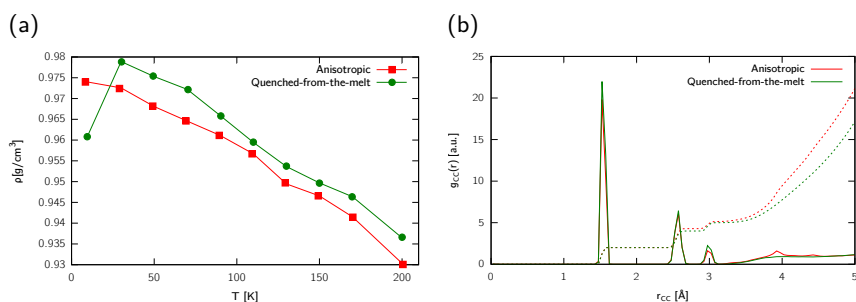 (a)
ρ[g/cm³]
0.98
0.975
0.97
0.965
0.96
0.955
0.95
0.945
0.94
0.935
0.93
0
50
100
150
200
T [K]
Anisotropic
Quenched-from-the-melt
(b)
g_CC(r) [a.u.]
25
20
15
10
5
0
0
1
2
3
4
5
r_CC [Å]
Anisotropic
Quenched-from-the-melt